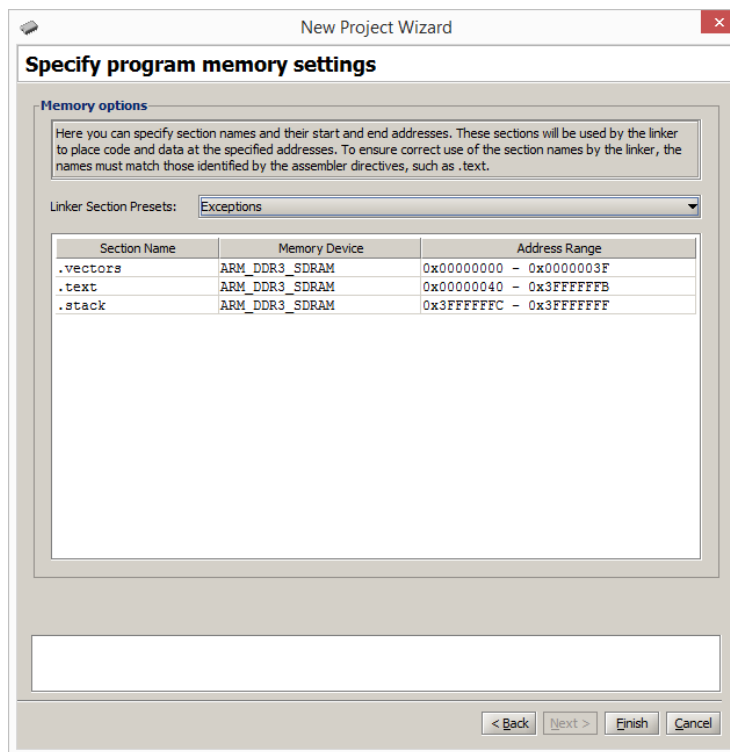 New Project Wizard
Specify program memory settings
Memory options
Here you can specify section names and their start and end addresses. These sections will be used by the linker
to place code and data at the specified addresses. To ensure correct use of the section names by the linker, the
names must match those identified by the assembler directives, such as .text.
Linker Section Presets: Exceptions
Section Name Memory Device Address Range
.vectors ARM_DDR3_SDRAM 0x00000000 - 0x0000003F
.text ARM_DDR3_SDRAM 0x00000040 - 0x3FFFFFFB
.stack ARM_DDR3_SDRAM 0x3FFFFFFC - 0x3FFFFFFF
< Back Next > Finish Cancel